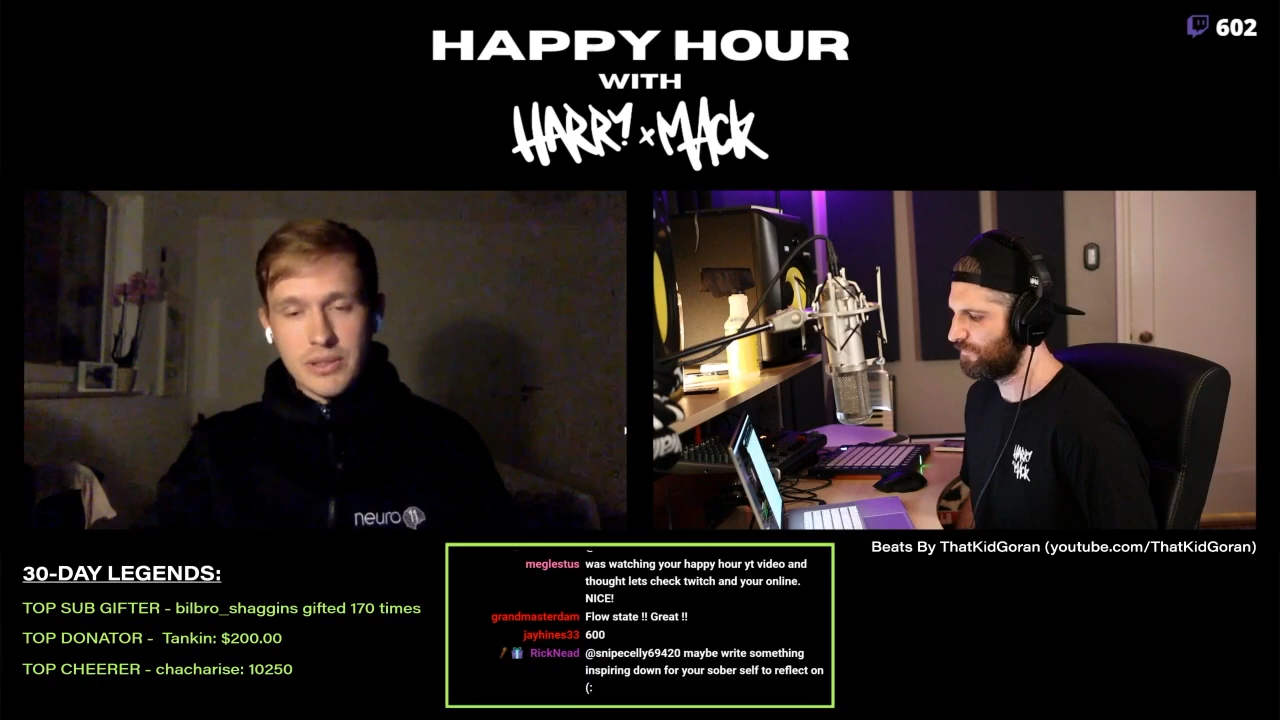 602
HAPPY HOUR
WITH
HARRY x MACK
neuro11
HARRY
MACK
Beats By ThatKidGoran (youtube.com/ThatKidGoran)
30-DAY LEGENDS:
TOP SUB GIFTER - bilbro_shaggins gifted 170 times
TOP DONATOR - Tankin: $200.00
TOP CHEERER - chacharise: 10250
meglestus was watching your happy hour yt video and
thought lets check twitch and your online.
NICE!
grandmasterdam Flow state !! Great !!
jayhines33 600
RickNead @snipecelly69420 maybe write something
inspiring down for your sober self to reflect on
(: